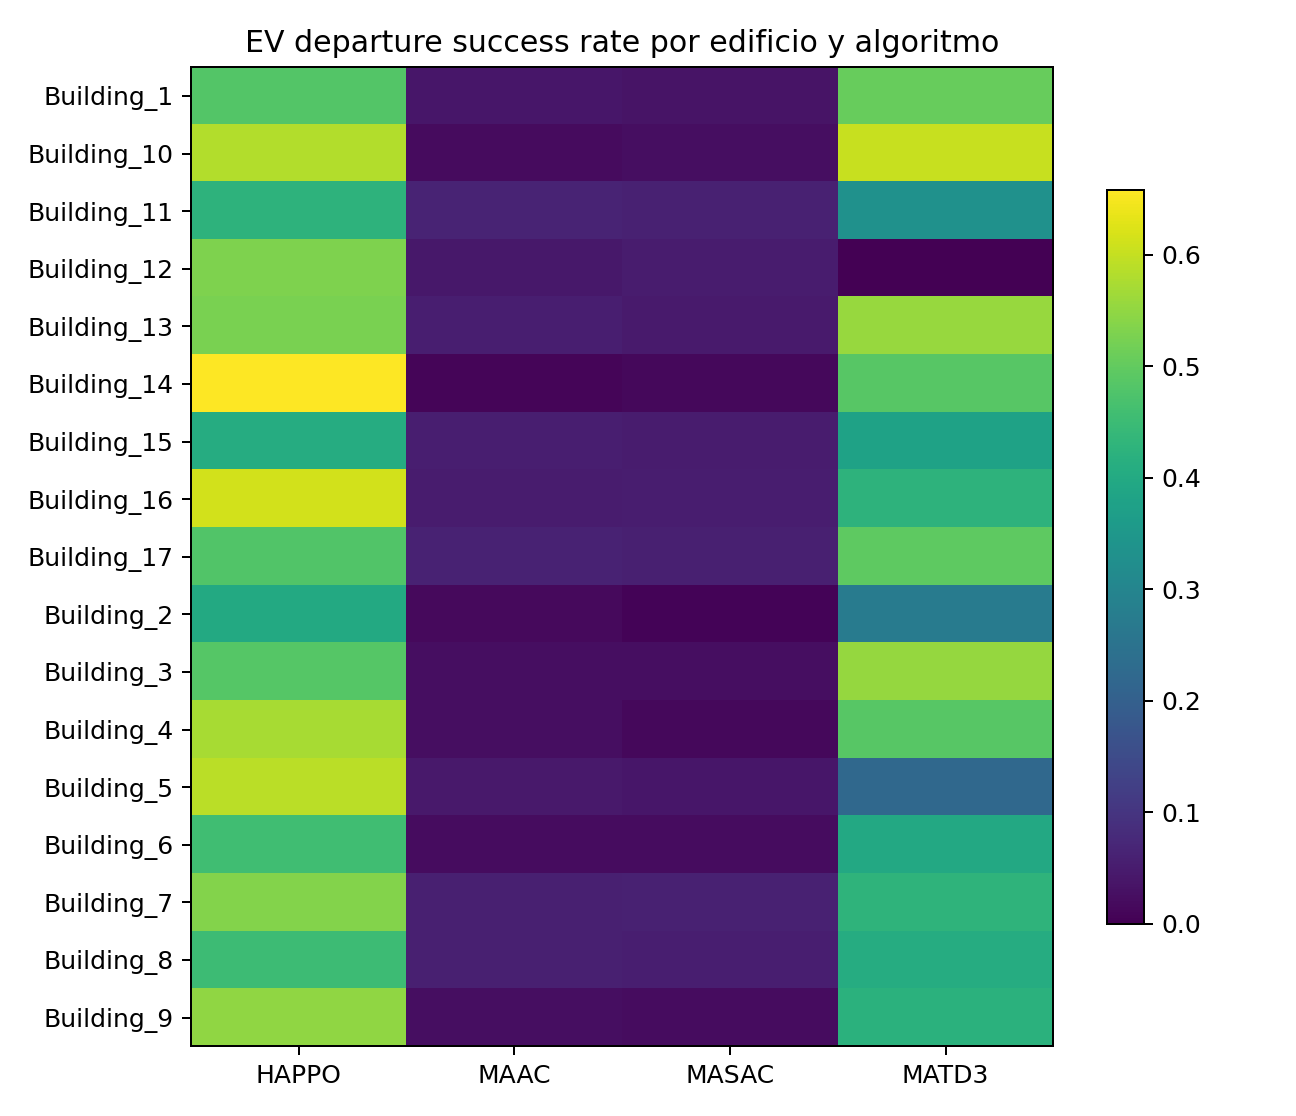 EV departure success rate por edificio y algoritmo
Building_1
Building_10
Building_11
Building_12
Building_13
Building_14
Building_15
Building_16
Building_17
Building_2
Building_3
Building_4
Building_5
Building_6
Building_7
Building_8
Building_9
HAPPO MAAC MASAC MATD3
0.6
0.5
0.4
0.3
0.2
0.1
0.0